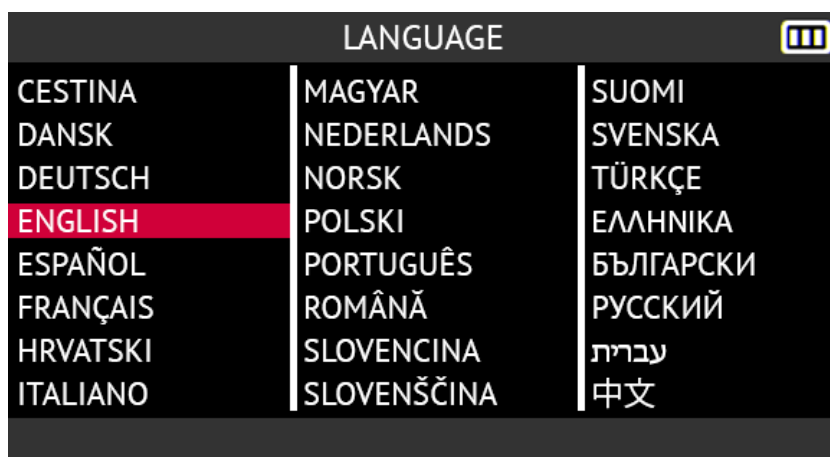 LANGUAGE
CESTINA
DANSK
DEUTSCH
ENGLISH
ESPAÑOL
FRANÇAIS
HRVATSKI
ITALIANO
MAGYAR
NEDERLANDS
NORSK
POLSKI
PORTUGUÊS
ROMÂNĂ
SLOVENCINA
SLOVENŠČINA
SUOMI
SVENSKA
TÜRKÇE
ΕΛΛΗΝΙΚΑ
БЪЛГАРСКИ
РУССКИЙ
עברית
中文